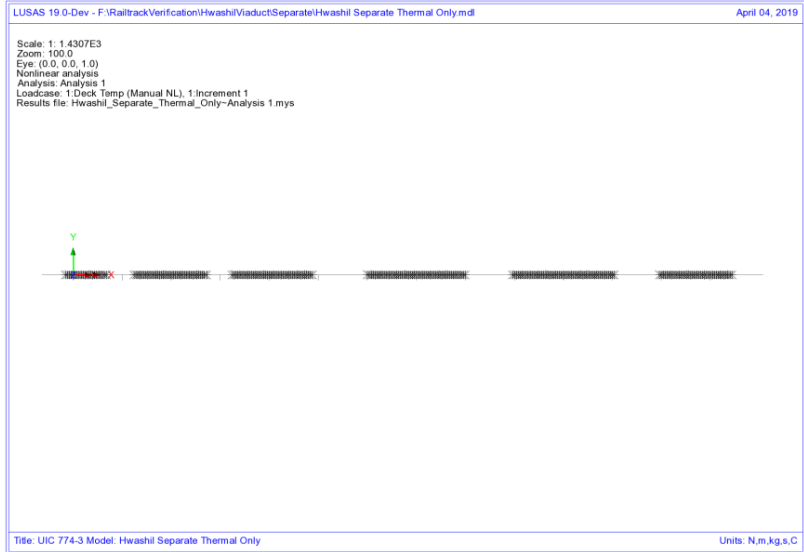 LUSAS 19.0-Dev - F:\RailtrackVerification\HwashilViaduct\Separate\Hwashil Separate Thermal Only.mdl
April 04, 2019
Scale: 1: 1.4307E3
Zoom: 100.0
Eye: (0.0, 0.0, 1.0)
Nonlinear analysis
Analysis: Analysis 1
Loadcase: 1:Deck Temp (Manual NL), 1:Increment 1
Results file: Hwashil_Separate_Thermal_Only~Analysis 1.mys
Y
X
Title: UIC 774-3 Model: Hwashil Separate Thermal Only
Units: N,m,kg,s,C